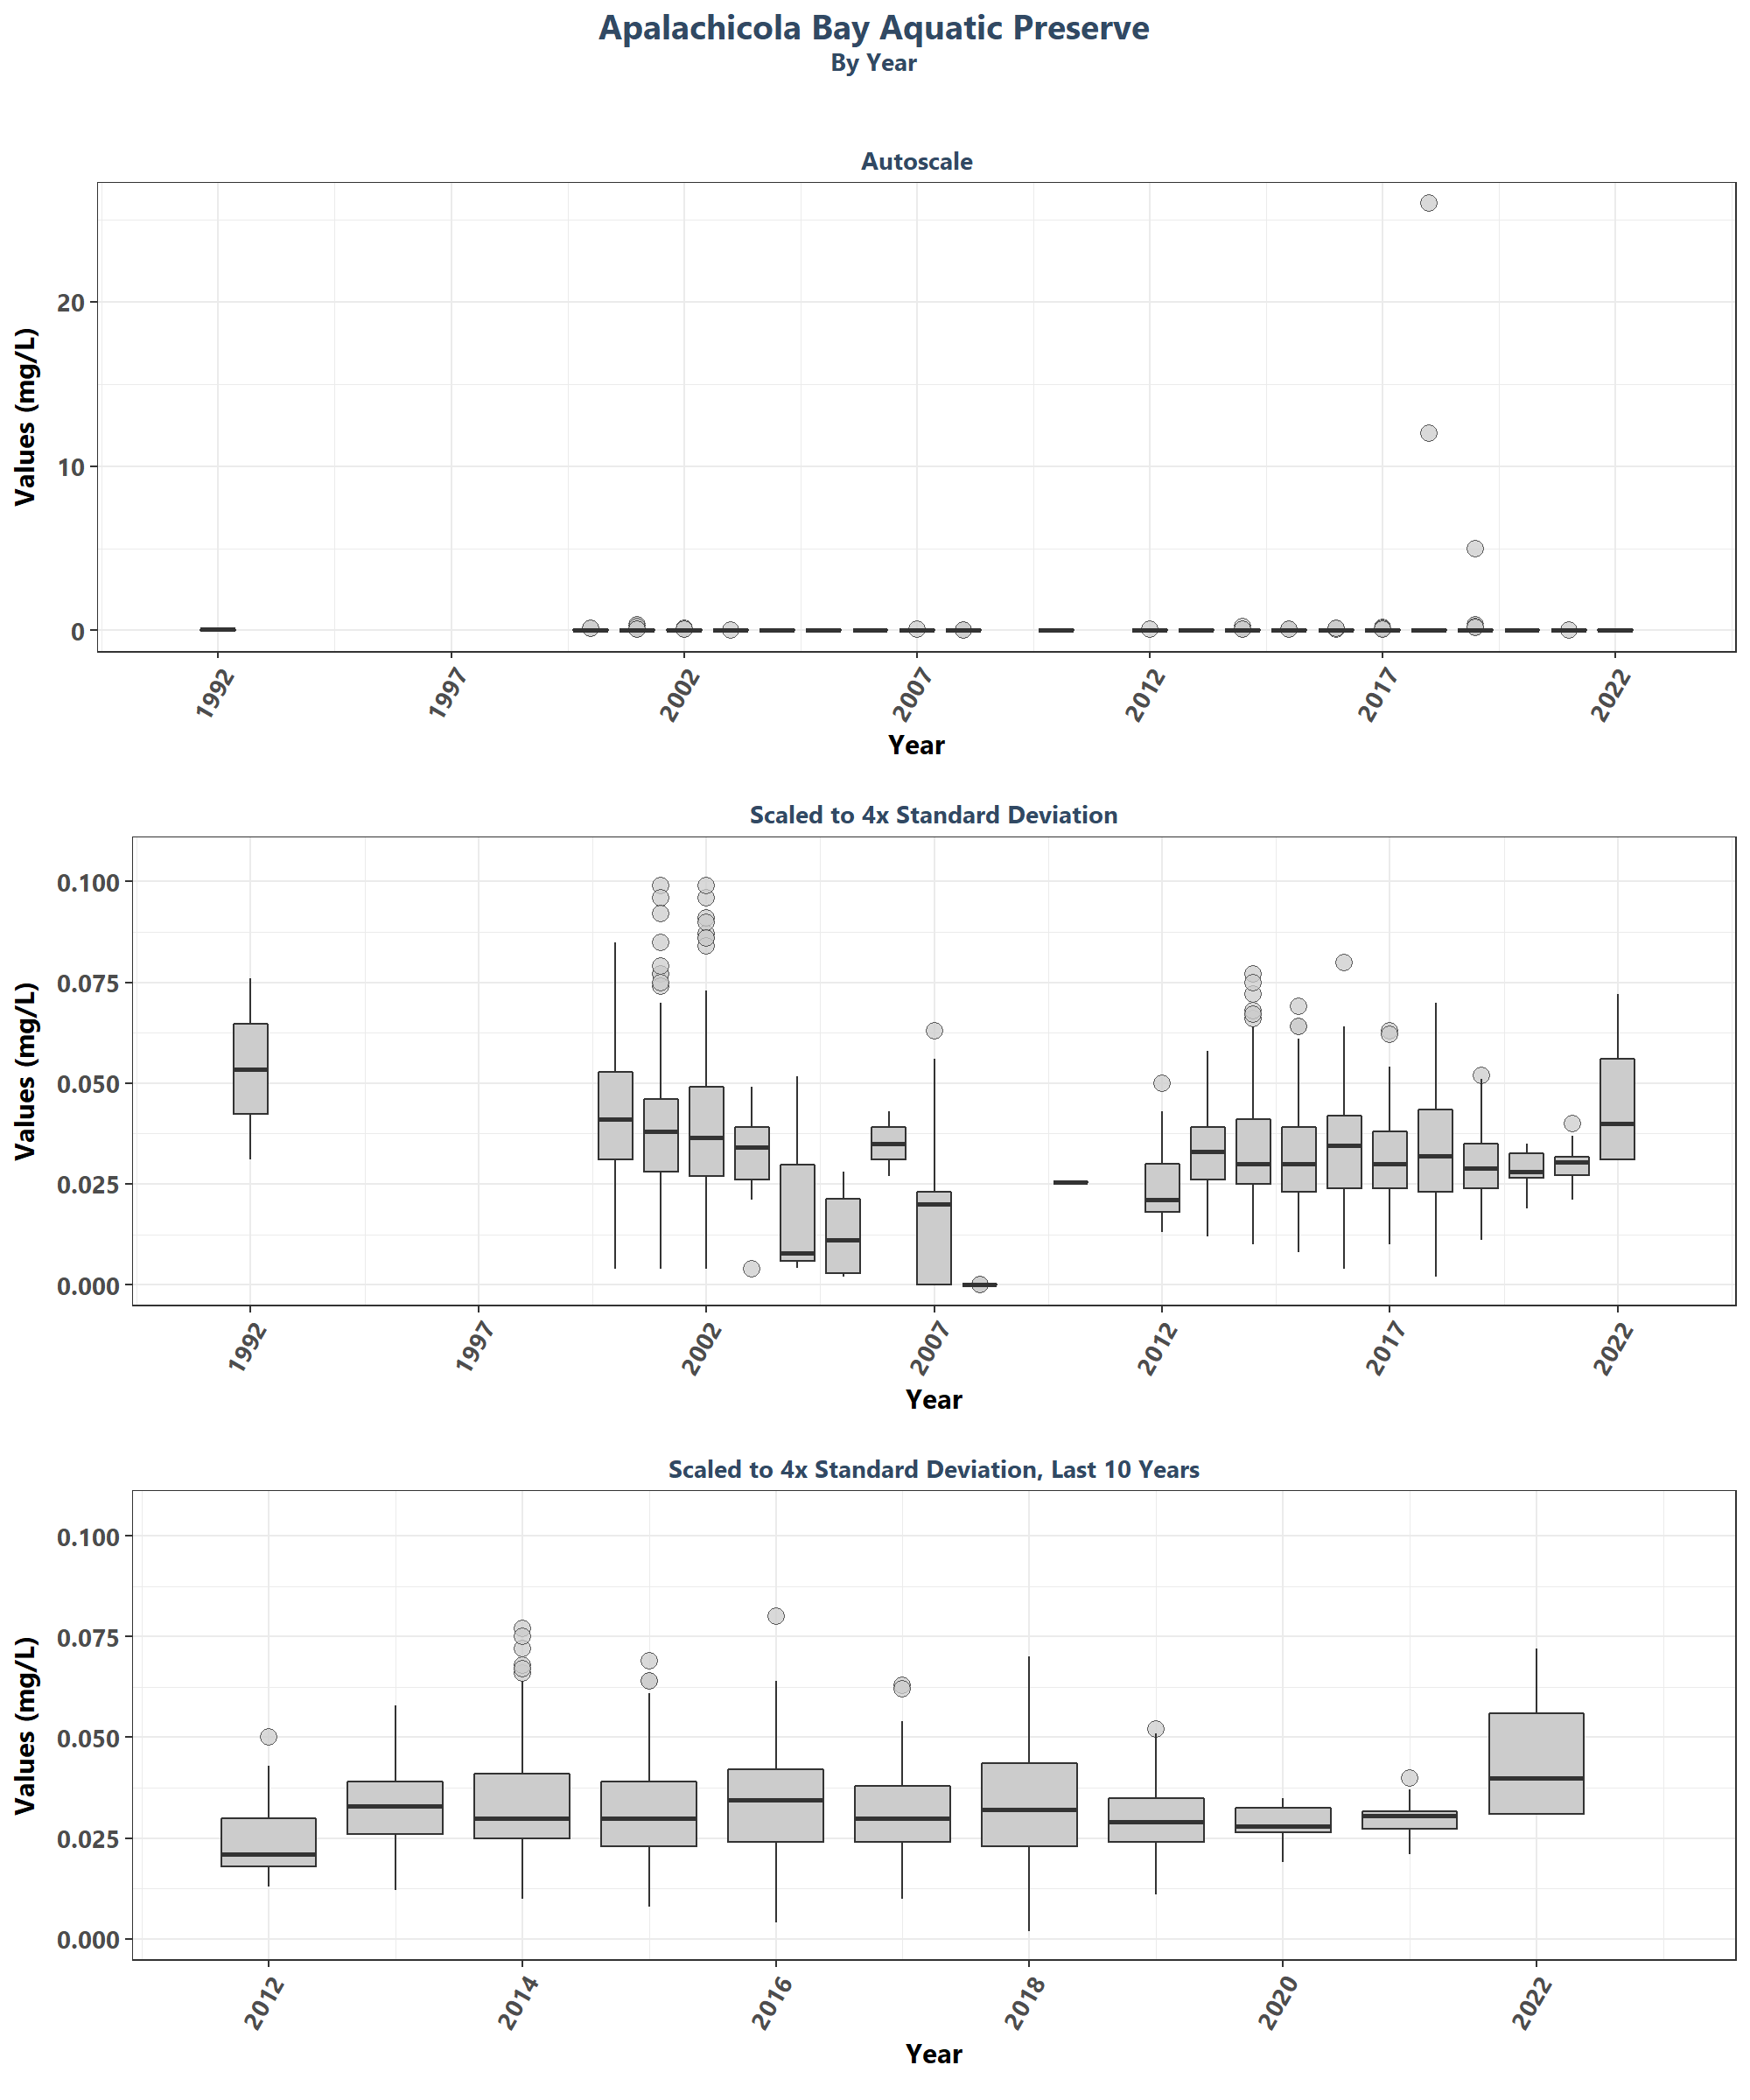 Apalachicola Bay Aquatic Preserve
By Year
Autoscale
Values (mg/L)
20
10
0
1992 1997 2002 2007 2012 2017 2022
Year
Scaled to 4x Standard Deviation
Values (mg/L)
0.100
0.075
0.050
0.025
0.000
1992 1997 2002 2007 2012 2017 2022
Year
Scaled to 4x Standard Deviation, Last 10 Years
Values (mg/L)
0.100
0.075
0.050
0.025
0.000
2012 2014 2016 2018 2020 2022
Year